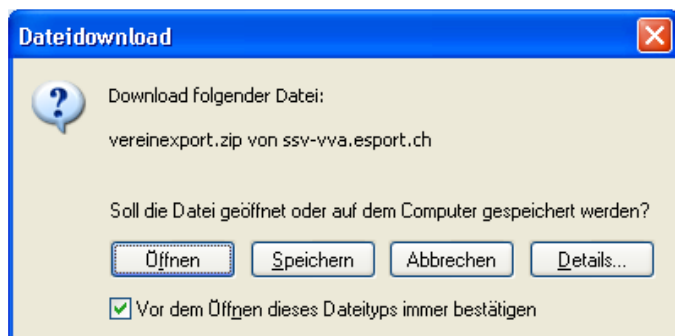 Dateidownload
Download folgender Datei:
vereinexport.zip von ssv-vva.esport.ch
Soll die Datei geöffnet oder auf dem Computer gespeichert werden?
Öffnen Speichern Abbrechen Details...
Vor dem Öffnen dieses Dateityps immer bestätigen